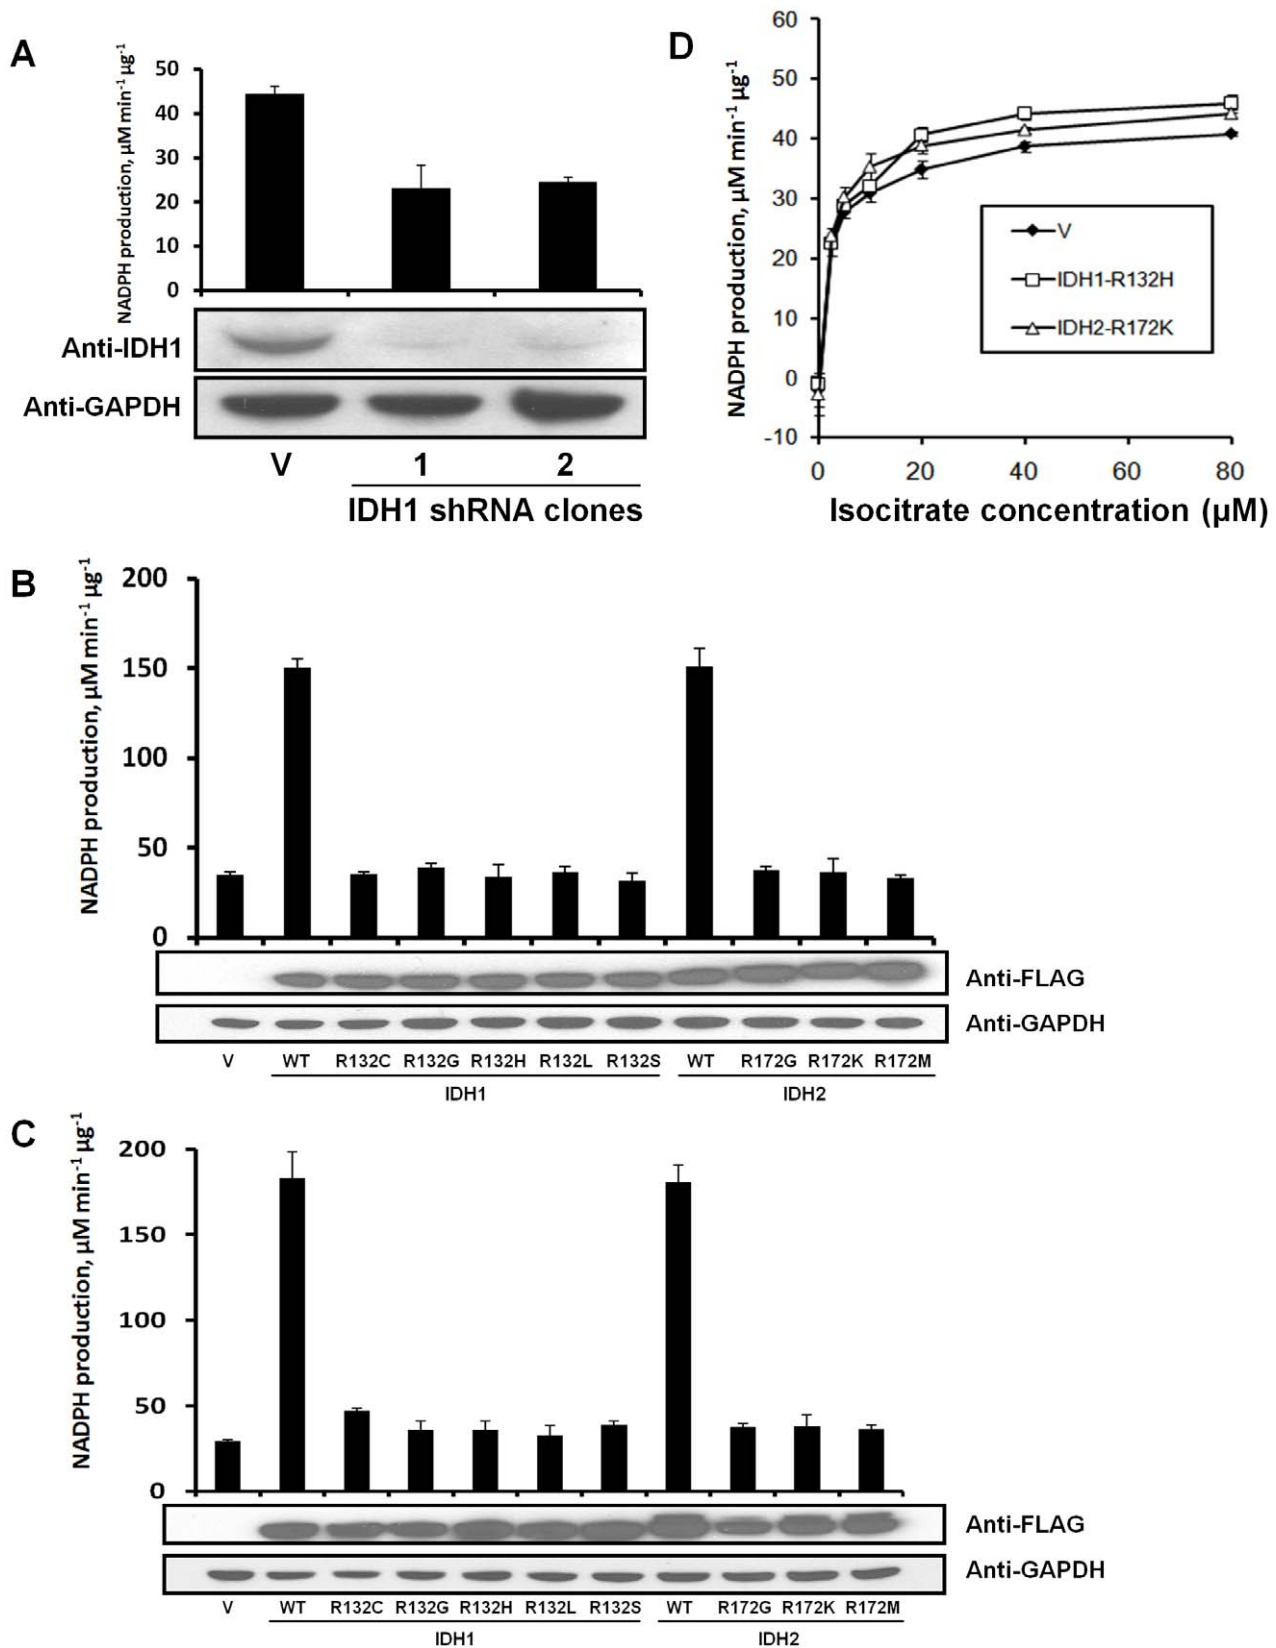 A
NADPH production, µM min⁻¹ µg⁻¹
50
40
30
20
10
0
Anti-IDH1
Anti-GAPDH
V 1 2
IDH1 shRNA clones
D
NADPH production, µM min⁻¹ µg⁻¹
60
50
40
30
20
10
0
-10
V
IDH1-R132H
IDH2-R172K
0 20 40 60 80
Isocitrate concentration (µM)
B
NADPH production, µM min⁻¹ µg⁻¹
200
150
100
50
0
Anti-FLAG
Anti-GAPDH
V WT R132C R132G R132H R132L R132S WT R172G R172K R172M
IDH1 IDH2
C
NADPH production, µM min⁻¹ µg⁻¹
200
150
100
50
0
Anti-FLAG
Anti-GAPDH
V WT R132C R132G R132H R132L R132S WT R172G R172K R172M
IDH1 IDH2